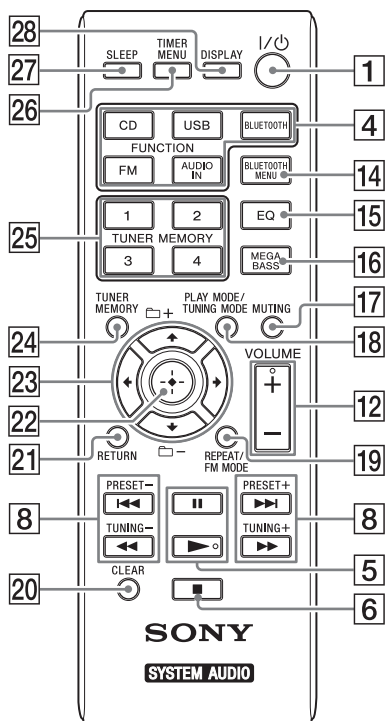 28
SLEEP
TIMER
MENU
DISPLAY
I/
1
27
26
CD
USB
BLUETOOTH
4
FUNCTION
FM
AUDIO
IN
BLUETOOTH
MENU
14
25
1
2
EQ
15
TUNER MEMORY
3
4
MEGA
BASS
16
TUNER
MEMORY
+
PLAY MODE/
TUNING MODE
MUTING
17
24
18
VOLUME
23
+
12
22
−
21
RETURN
−
REPEAT/
FM MODE
19
PRESET−
PRESET+
8
8
TUNING−
TUNING+
5
20
CLEAR
6
SONY
SYSTEM AUDIO